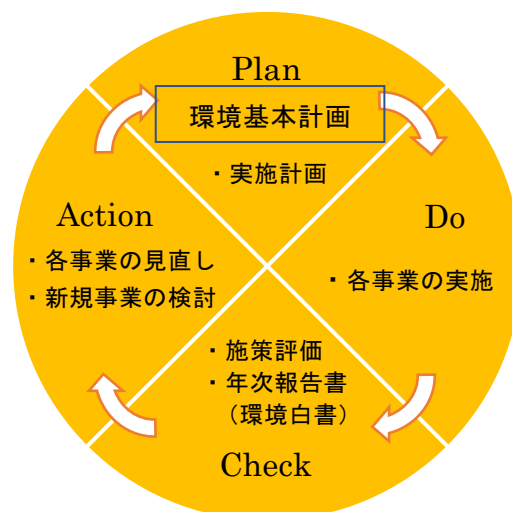 Plan
環境基本計画
・実施計画
Do
・各事業の実施
・施策評価
・年次報告書
（環境白書）
Check
Action
・各事業の見直し
・新規事業の検討